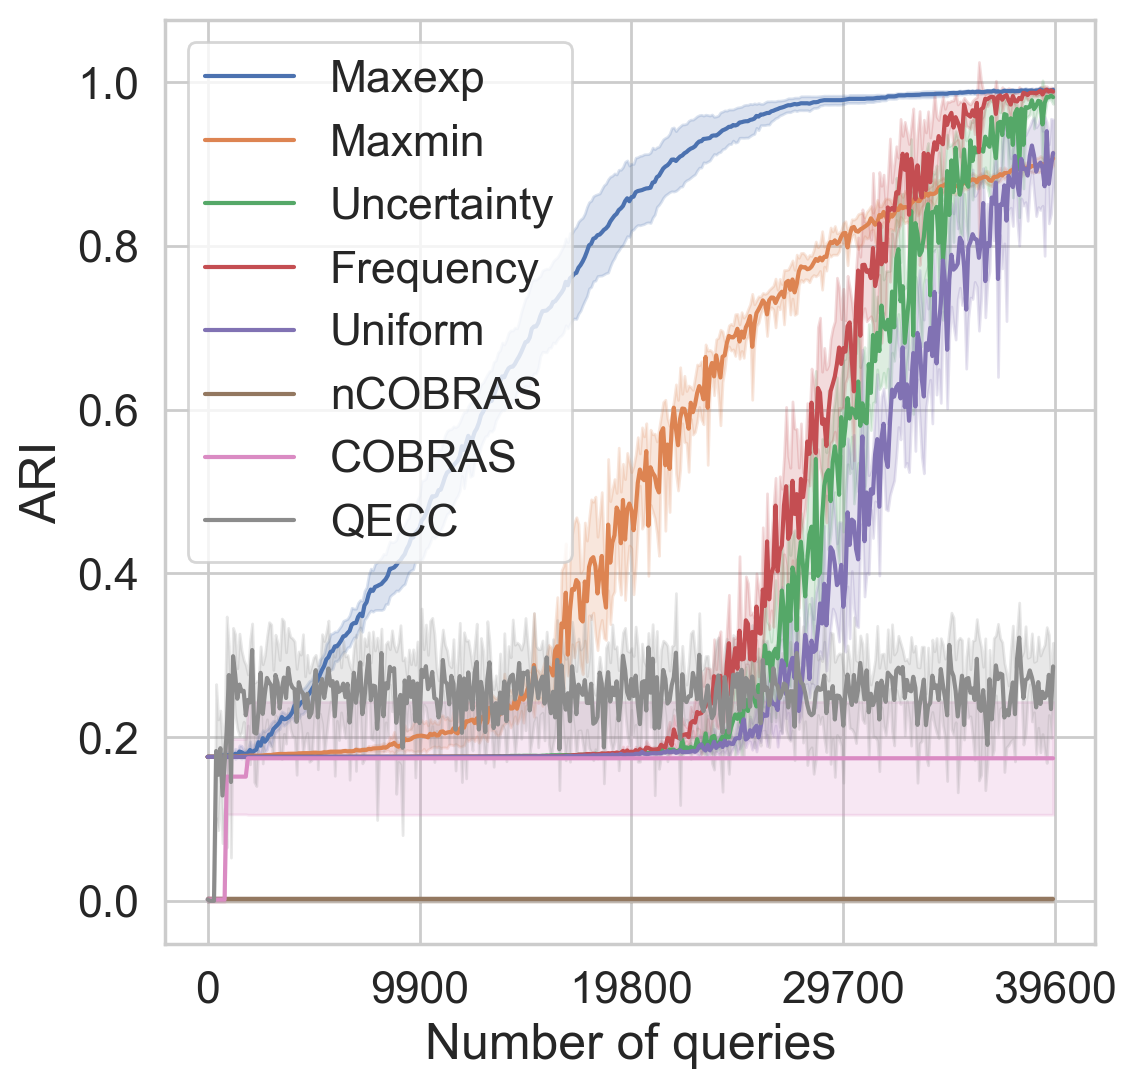 Maxexp
Maxmin
Uncertainty
Frequency
Uniform
nCOBRAS
COBRAS
QECC
1.0
0.8
0.6
0.4
0.2
0.0
ARI
0 9900 19800 29700 39600
Number of queries